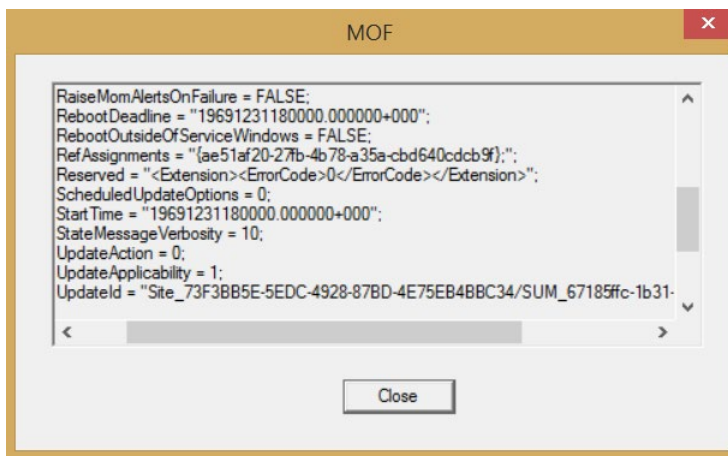 MOF
RaiseMomAlertsOnFailure = FALSE;
RebootDeadline = "19691231180000.000000+000";
RebootOutsideOfServiceWindows = FALSE;
RefAssignments = "{ae51af20-27fb-4b78-a35a-cbd640cdcb9f};";
Reserved = "<Extension><ErrorCode>0</ErrorCode></Extension>";
ScheduledUpdateOptions = 0;
StartTime = "19691231180000.000000+000";
StateMessageVerbosity = 10;
UpdateAction = 0;
UpdateApplicability = 1;
UpdateId = "Site_73F3BB5E-5EDC-4928-87BD-4E75EB4BBC34/SUM_67185ffc-1b31-
Close